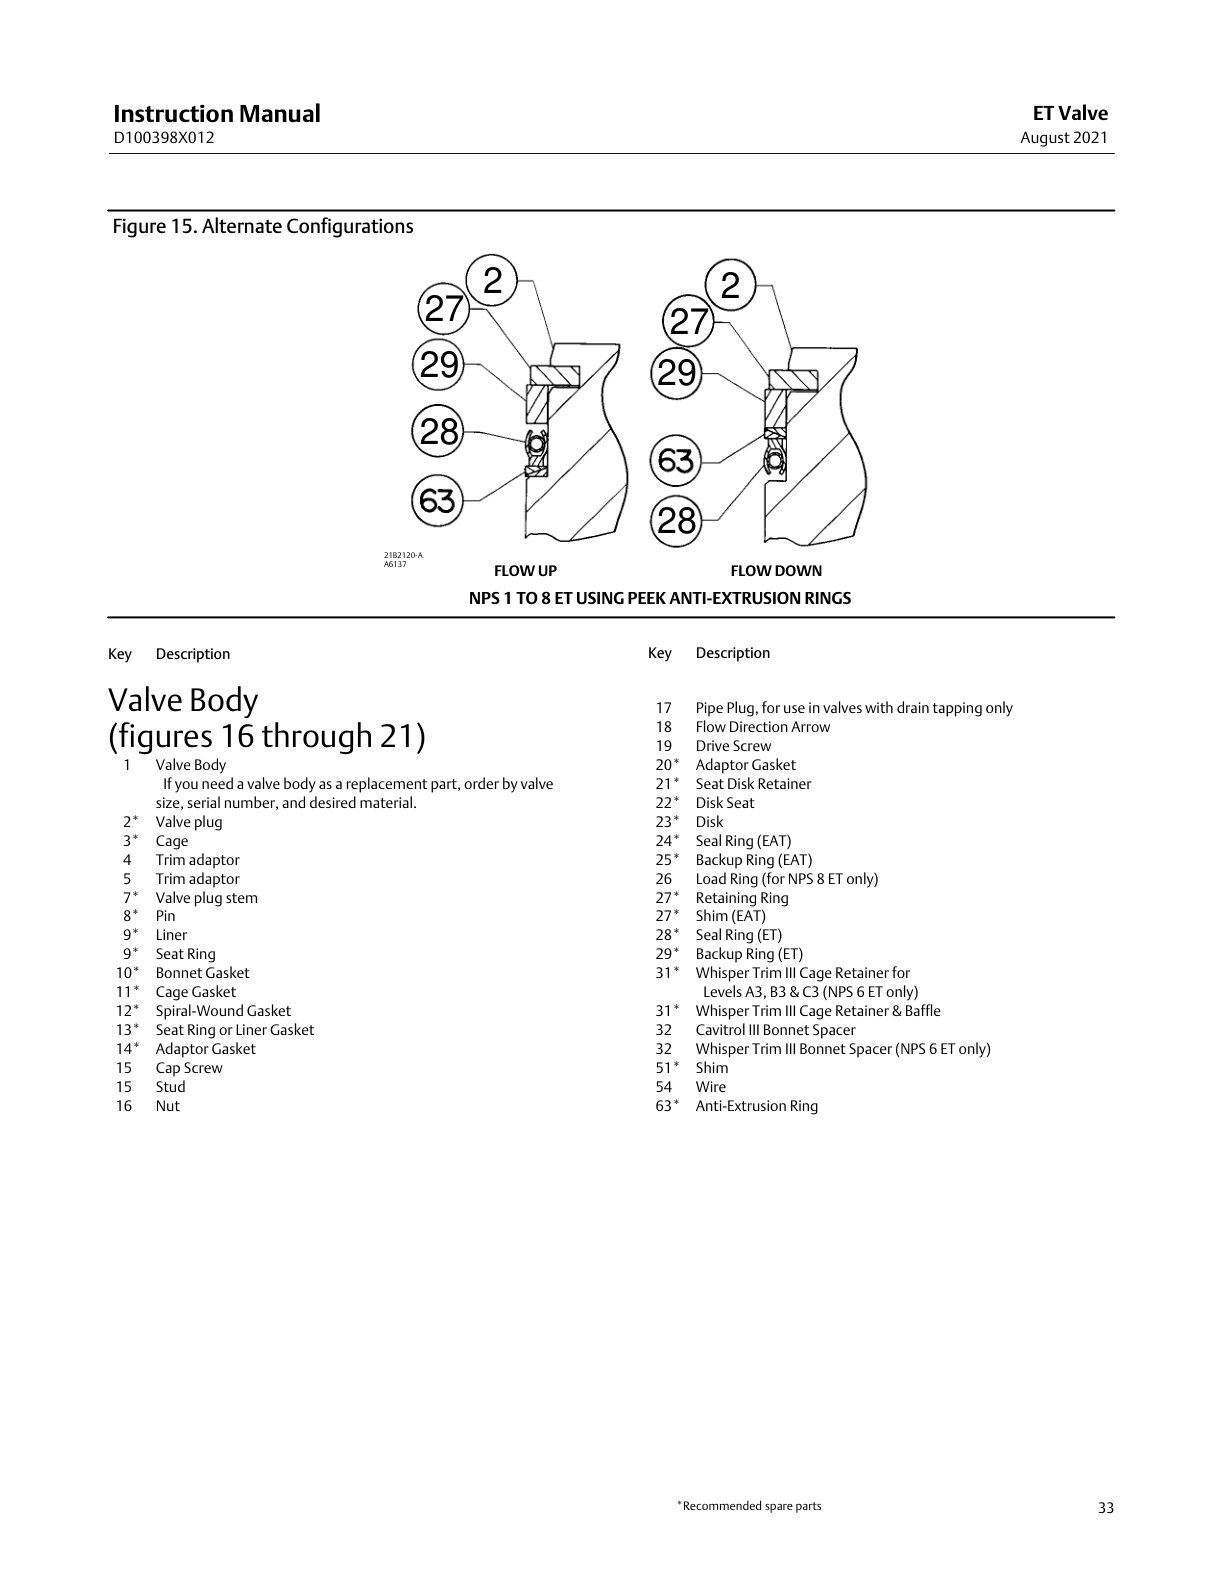 Instruction Manual
D100398X012
ET Valve
August 2021
Figure 15. Alternate Configurations
2
27
29
28
63
2
27
29
63
28
21B2120-A
A6137
FLOW UP
FLOW DOWN
NPS 1 TO 8 ET USING PEEK ANTI-EXTRUSION RINGS
Key Description
Valve Body
(figures 16 through 21)
1 Valve Body
If you need a valve body as a replacement part, order by valve
size, serial number, and desired material.
2* Valve plug
3* Cage
4 Trim adaptor
5 Trim adaptor
7* Valve plug stem
8* Pin
9* Liner
9* Seat Ring
10* Bonnet Gasket
11* Cage Gasket
12* Spiral-Wound Gasket
13* Seat Ring or Liner Gasket
14* Adaptor Gasket
15 Cap Screw
15 Stud
16 Nut
Key Description
17 Pipe Plug, for use in valves with drain tapping only
18 Flow Direction Arrow
19 Drive Screw
20* Adaptor Gasket
21* Seat Disk Retainer
22* Disk Seat
23* Disk
24* Seal Ring (EAT)
25* Backup Ring (EAT)
26 Load Ring (for NPS 8 ET only)
27* Retaining Ring
27* Shim (EAT)
28* Seal Ring (ET)
29* Backup Ring (ET)
31* Whisper Trim III Cage Retainer for
Levels A3, B3 & C3 (NPS 6 ET only)
31* Whisper Trim III Cage Retainer & Baffle
32 Cavitrol III Bonnet Spacer
32 Whisper Trim III Bonnet Spacer (NPS 6 ET only)
51* Shim
54 Wire
63* Anti-Extrusion Ring
*Recommended spare parts
33